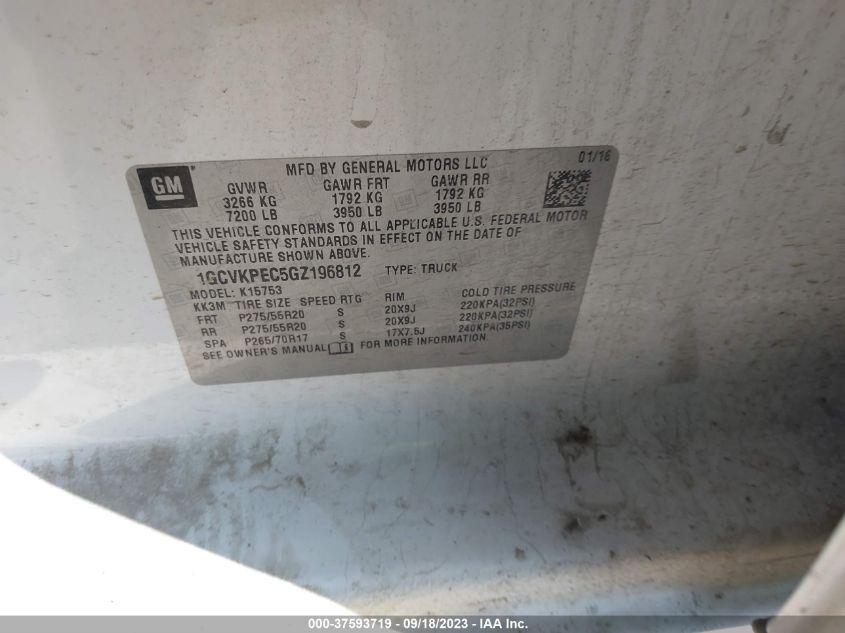 GM
MFD BY GENERAL MOTORS LLC 01/16
GVWR GAWR FRT GAWR RR
3266 KG 1792 KG 1792 KG
7200 LB 3950 LB 3950 LB
THIS VEHICLE CONFORMS TO ALL APPLICABLE U.S. FEDERAL MOTOR
VEHICLE SAFETY STANDARDS IN EFFECT ON THE DATE OF
MANUFACTURE SHOWN ABOVE.
1GCVKPEC5GZ196812 TYPE: TRUCK
MODEL: K15753
KK3M TIRE SIZE SPEED RTG RIM COLD TIRE PRESSURE
FRT P275/55R20 S 20X9J 220KPA(32PSI)
RR P275/55R20 S 20X9J 220KPA(32PSI)
SPA P265/70R17 S 17X7.5J 240KPA(35PSI)
SEE OWNER'S MANUAL FOR MORE INFORMATION.
000-37593719 - 09/18/2023 - IAAI.com.